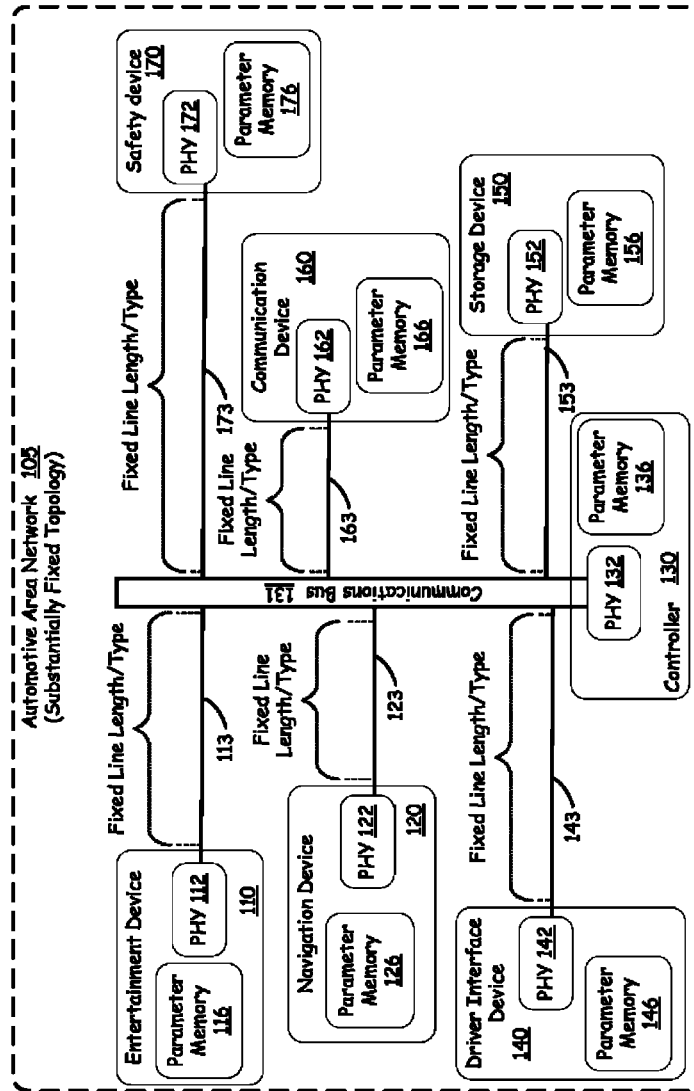 Automotive Area Network 105
(Substantially Fixed Topology)
Entertainment Device
Parameter
Memory
116
PHY 112
110
Fixed Line Length/Type
113
Fixed Line Length/Type
173
Safety device
170
PHY 172
Parameter
Memory
176
Communications Bus 131
Navigation Device
Parameter
Memory
126
PHY 122
120
Fixed Line
Length/Type
123
Fixed Line
Length/Type
163
Communication
Device 160
PHY 162
Parameter
Memory
166
Driver Interface
Device
140
PHY 142
Parameter
Memory
146
Fixed Line Length/Type
143
Fixed Line Length/Type
153
Storage Device
150
PHY 152
Parameter
Memory
156
PHY 132
Parameter
Memory
136
Controller 130